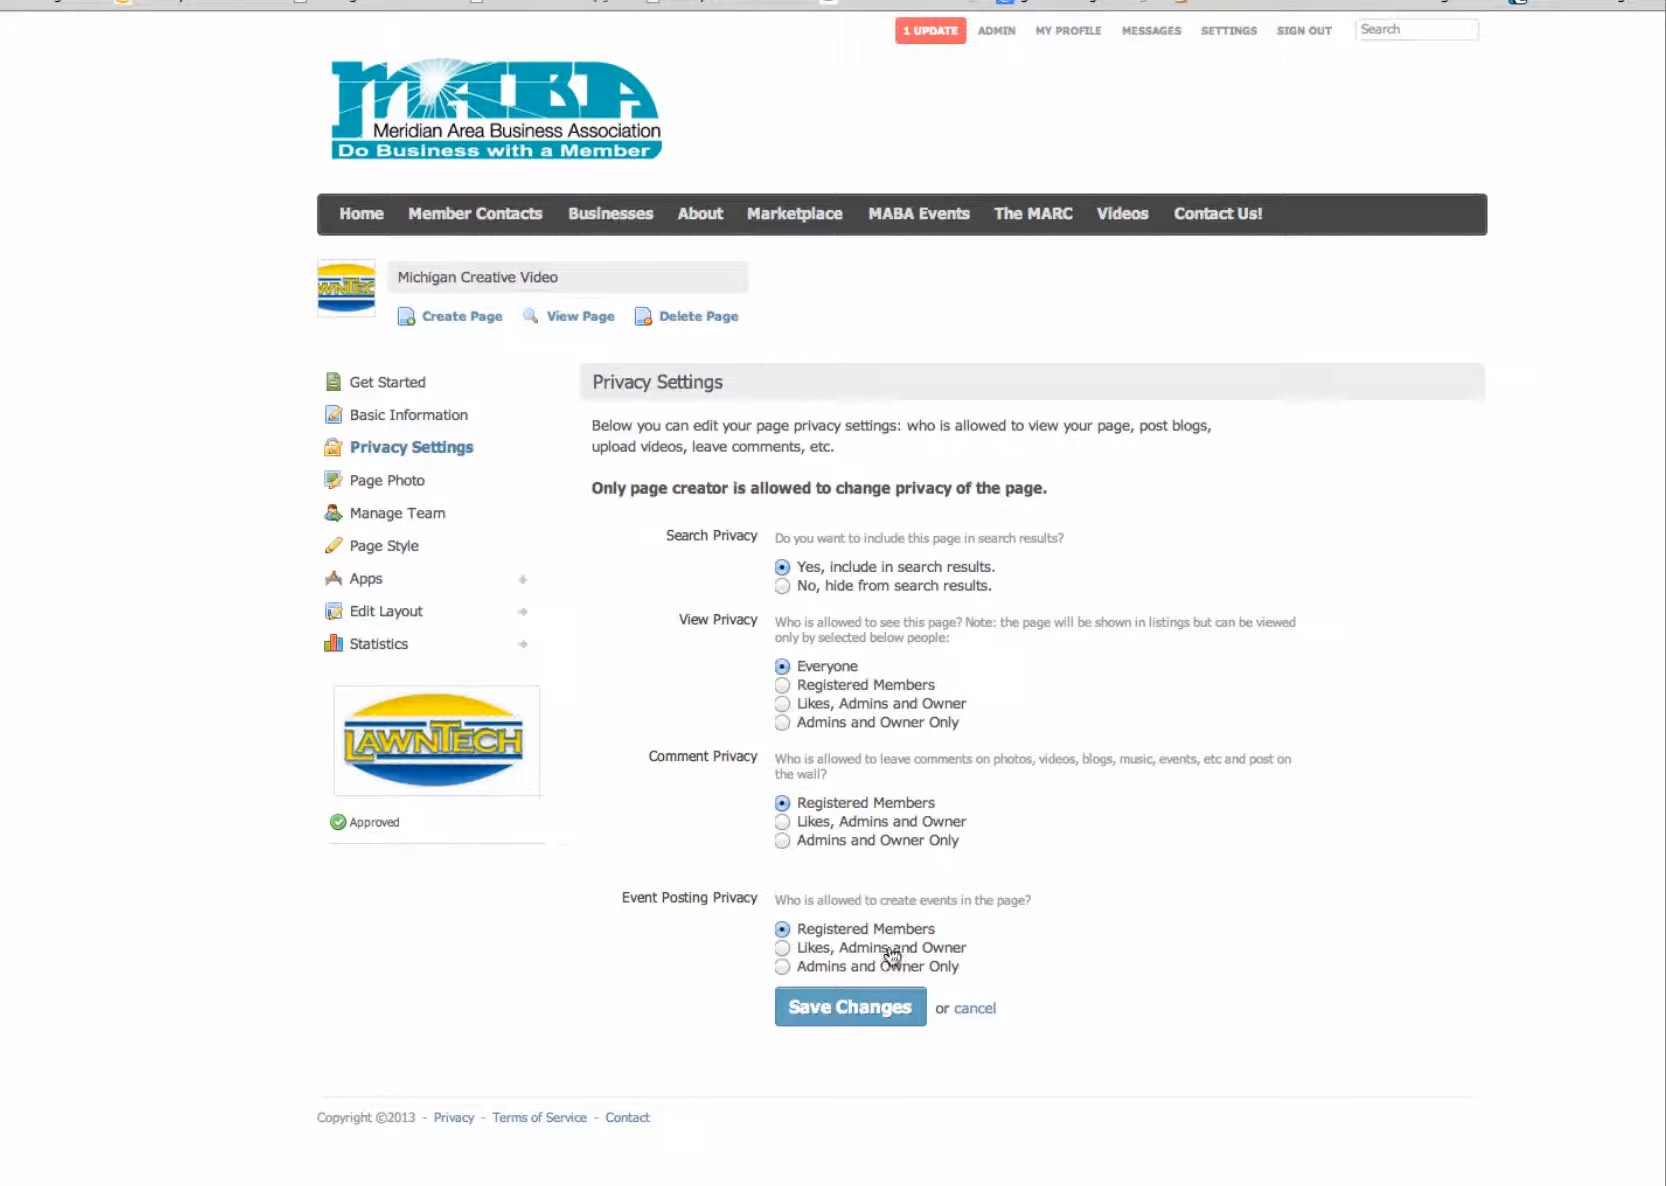 1 UPDATE ADMIN MY PROFILE MESSAGES SETTINGS SIGN OUT Search
MABA
Meridian Area Business Association
Do Business with a Member
Home Member Contacts Businesses About Marketplace MABA Events The MARC Videos Contact Us!
WNTEC
Michigan Creative Video
Create Page View Page Delete Page
Get Started
Basic Information
Privacy Settings
Page Photo
Manage Team
Page Style
Apps
Edit Layout
Statistics
LAWNTECH
Approved
Privacy Settings
Below you can edit your page privacy settings: who is allowed to view your page, post blogs,
upload videos, leave comments, etc.
Only page creator is allowed to change privacy of the page.
Search Privacy Do you want to include this page in search results?
Yes, include in search results.
No, hide from search results.
View Privacy Who is allowed to see this page? Note: the page will be shown in listings but can be viewed
only by selected below people:
Everyone
Registered Members
Likes, Admins and Owner
Admins and Owner Only
Comment Privacy Who is allowed to leave comments on photos, videos, blogs, music, events, etc and post on
the wall?
Registered Members
Likes, Admins and Owner
Admins and Owner Only
Event Posting Privacy Who is allowed to create events in the page?
Registered Members
Likes, Admins and Owner
Admins and Owner Only
Save Changes or cancel
Copyright ©2013 - Privacy - Terms of Service - Contact